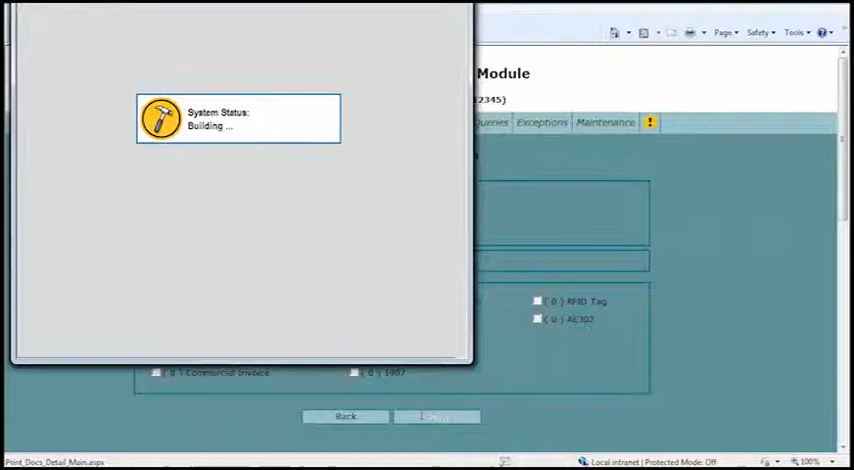 Page
Safety
Tools
Module
(2345)
Queries Exceptions Maintenance !
System Status:
Building ...
( 0 ) RFID Tag
( 0 ) AE302
( 0 ) Commercial Invoice ( 0 ) 1907
Back Print
Print_Docs_Detail_Main.aspx Local intranet | Protected Mode: Off 100%